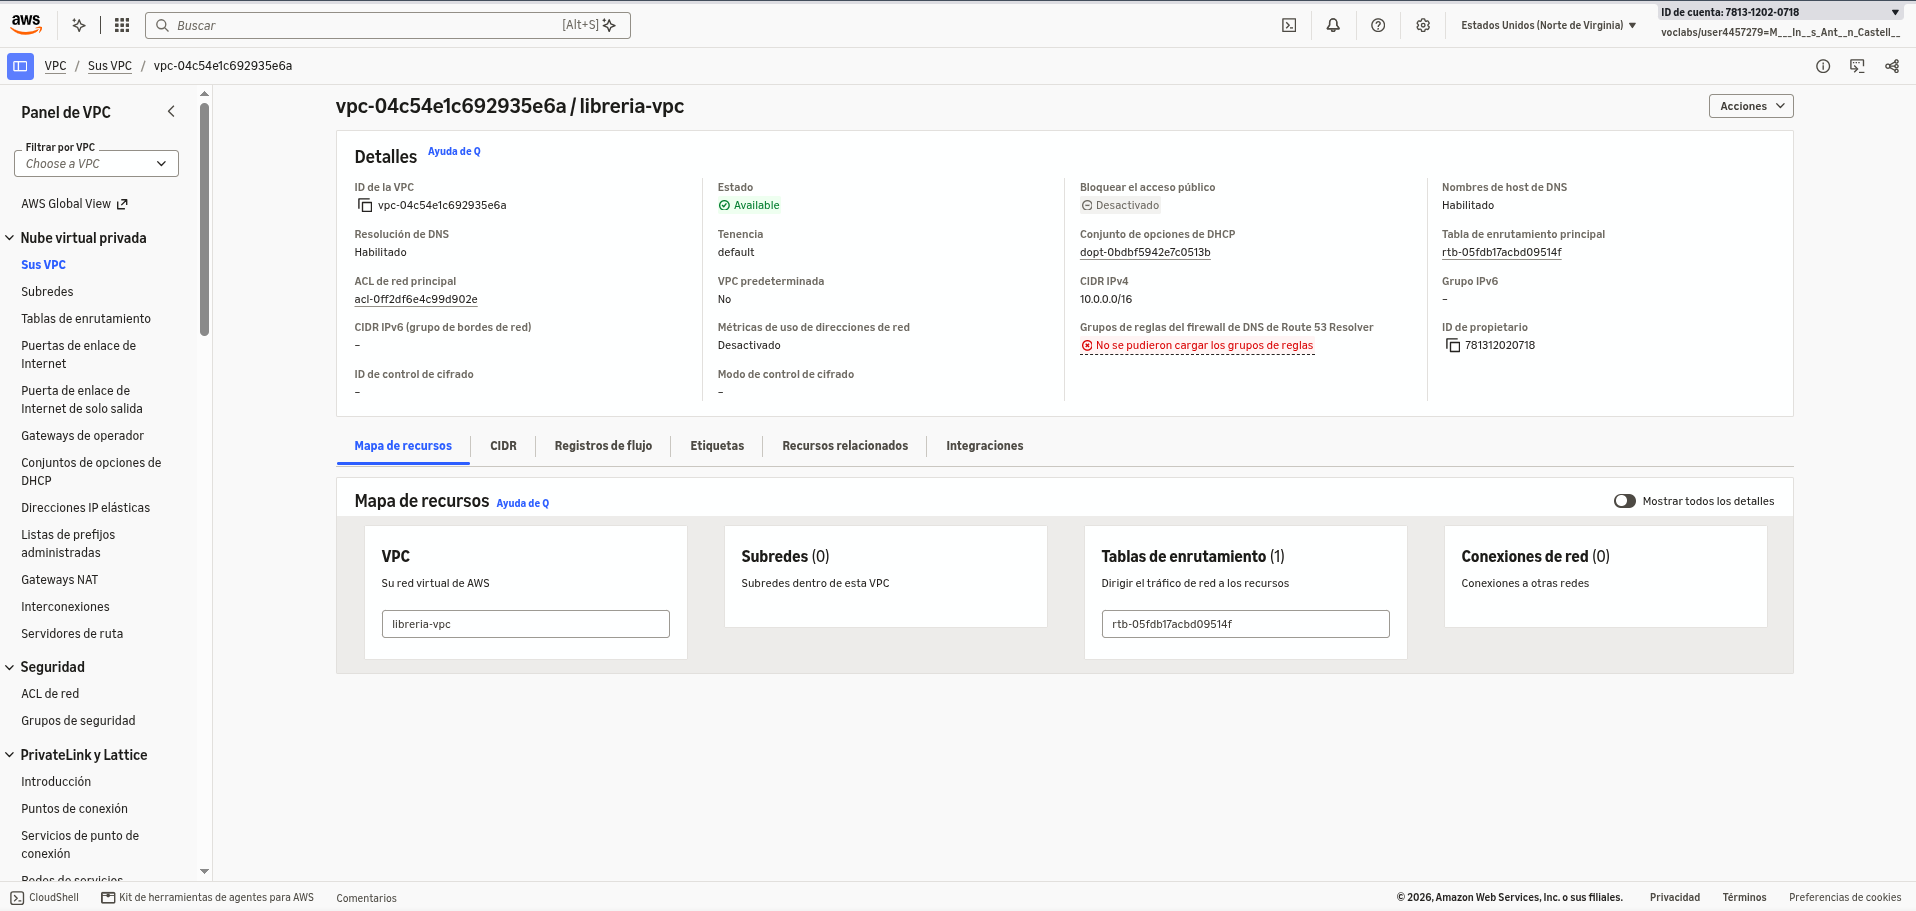 aws
Buscar
[Alt+S]
Estados Unidos (Norte de Virginia)
ID de cuenta: 7813-1202-0718
voclabs/user4457279=M___In__s_Ant__n_Castell__
VPC / Sus VPC / vpc-04c54e1c692935e6a
Panel de VPC
Filtrar por VPC
Choose a VPC
AWS Global View
Nube virtual privada
Sus VPC
Subredes
Tablas de enrutamiento
Puertas de enlace de
Internet
Puerta de enlace de
Internet de solo salida
Gateways de operador
Conjuntos de opciones de
DHCP
Direcciones IP elásticas
Listas de prefijos
administradas
Gateways NAT
Interconexiones
Servidores de ruta
Seguridad
ACL de red
Grupos de seguridad
PrivateLink y Lattice
Introducción
Puntos de conexión
Servicios de punto de
conexión
Redes de servicios
vpc-04c54e1c692935e6a / libreria-vpc
Acciones
Detalles
Ayuda de Q
ID de la VPC
vpc-04c54e1c692935e6a
Estado
Available
Bloquear el acceso público
Desactivado
Nombres de host de DNS
Habilitado
Resolución de DNS
Habilitado
Tenencia
default
Conjunto de opciones de DHCP
dopt-0bdbf5942e7c0513b
Tabla de enrutamiento principal
rtb-05fdb17acbd09514f
ACL de red principal
acl-0ff2df6e4c99d902e
VPC predeterminada
No
CIDR IPv4
10.0.0.0/16
Grupo IPv6
–
CIDR IPv6 (grupo de bordes de red)
–
Métricas de uso de direcciones de red
Desactivado
Grupos de reglas del firewall de DNS de Route 53 Resolver
No se pudieron cargar los grupos de reglas
ID de propietario
781312020718
ID de control de cifrado
–
Modo de control de cifrado
–
Mapa de recursos
CIDR
Registros de flujo
Etiquetas
Recursos relacionados
Integraciones
Mapa de recursos
Ayuda de Q
Mostrar todos los detalles
VPC
Su red virtual de AWS
libreria-vpc
Subredes (0)
Subredes dentro de esta VPC
Tablas de enrutamiento (1)
Dirigir el tráfico de red a los recursos
rtb-05fdb17acbd09514f
Conexiones de red (0)
Conexiones a otras redes
CloudShell
Kit de herramientas de agentes para AWS
Comentarios
© 2026, Amazon Web Services, Inc. o sus filiales.
Privacidad
Términos
Preferencias de cookies